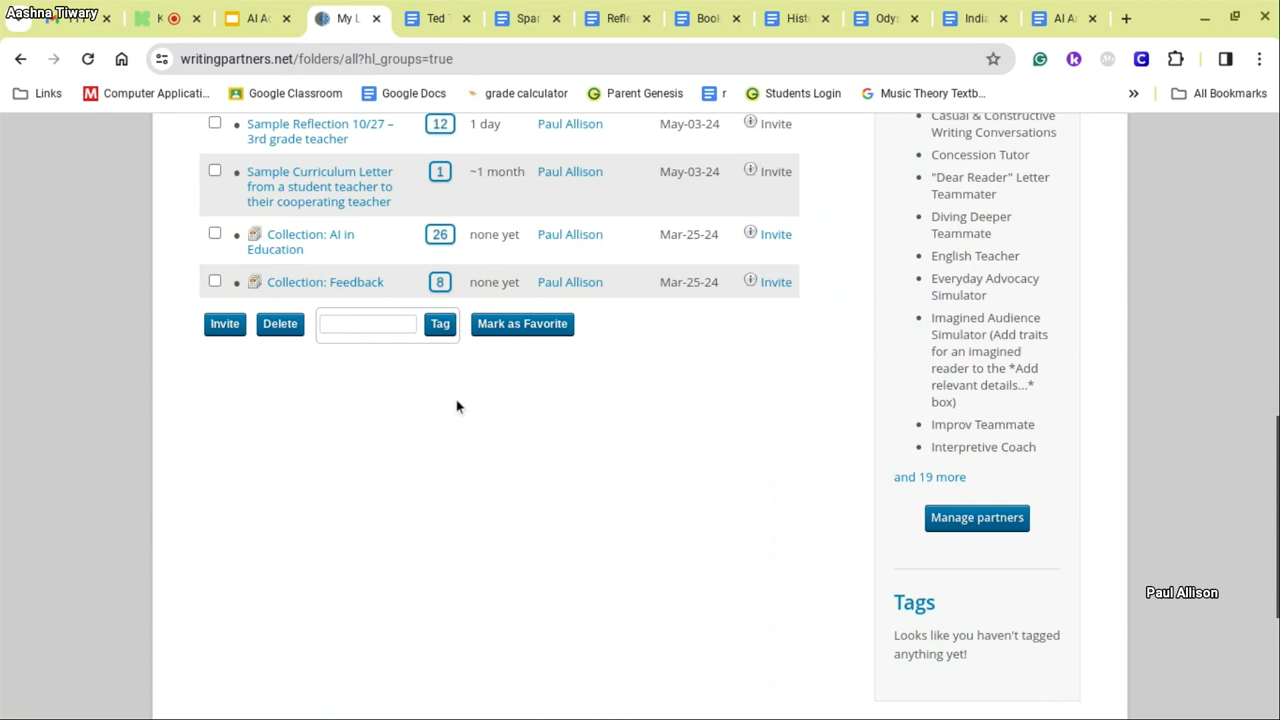 Aashna Tiwary
K
AI A
My L
Ted
Spar
Refle
Book
Histo
Odys
India
AI A
writingpartners.net/folders/all?hl_groups=true
Links
Computer Applicati...
Google Classroom
Google Docs
grade calculator
Parent Genesis
r
Students Login
Music Theory Textb...
»
All Bookmarks
Sample Reflection 10/27 –
3rd grade teacher
12
1 day
Paul Allison
May-03-24
Invite
Sample Curriculum Letter
from a student teacher to
their cooperating teacher
1
~1 month
Paul Allison
May-03-24
Invite
Collection: AI in
Education
26
none yet
Paul Allison
Mar-25-24
Invite
Collection: Feedback
8
none yet
Paul Allison
Mar-25-24
Invite
Invite
Delete
Tag
Mark as Favorite
Casual & Constructive
Writing Conversations
Concession Tutor
"Dear Reader" Letter
Teammater
Diving Deeper
Teammate
English Teacher
Everyday Advocacy
Simulator
Imagined Audience
Simulator (Add traits
for an imagined
reader to the *Add
relevant details...*
box)
Improv Teammate
Interpretive Coach
and 19 more
Manage partners
Paul Allison
Tags
Looks like you haven't tagged
anything yet!